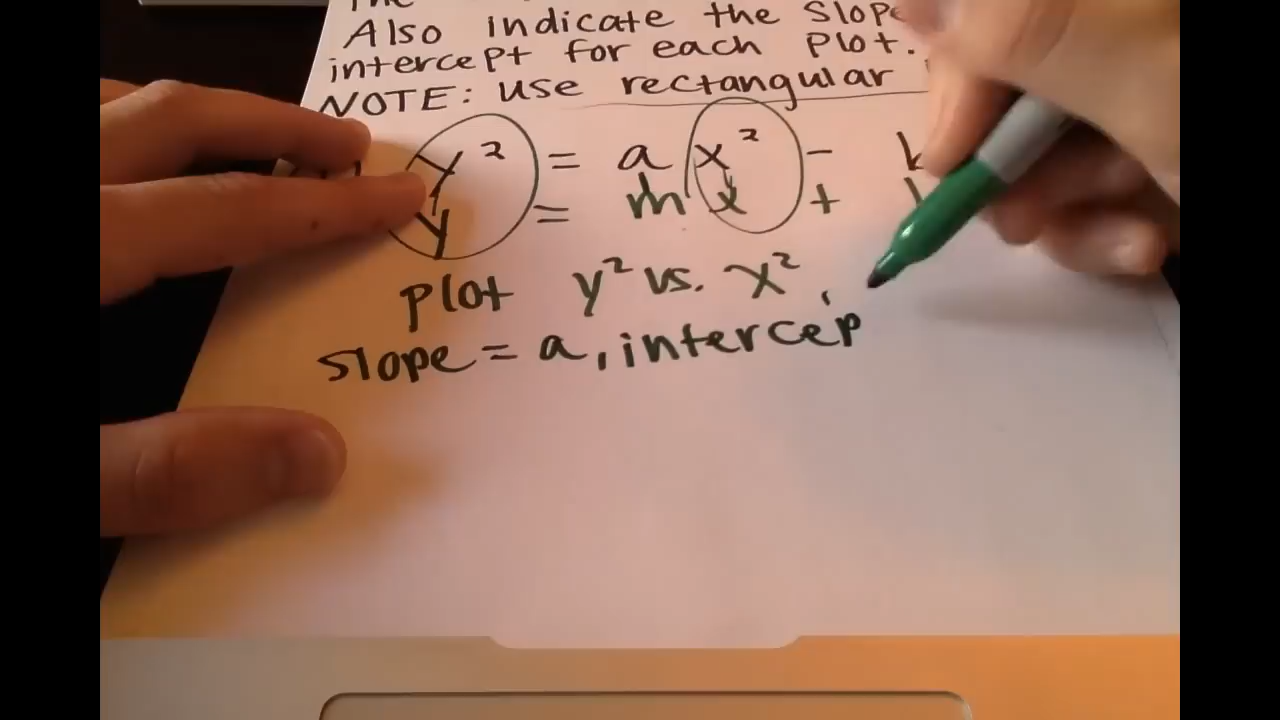 Also indicate the slope
intercept for each plot.
NOTE: use rectangular
y² = a x² -
y = m x +
plot y² vs. x²,
slope = a, intercep